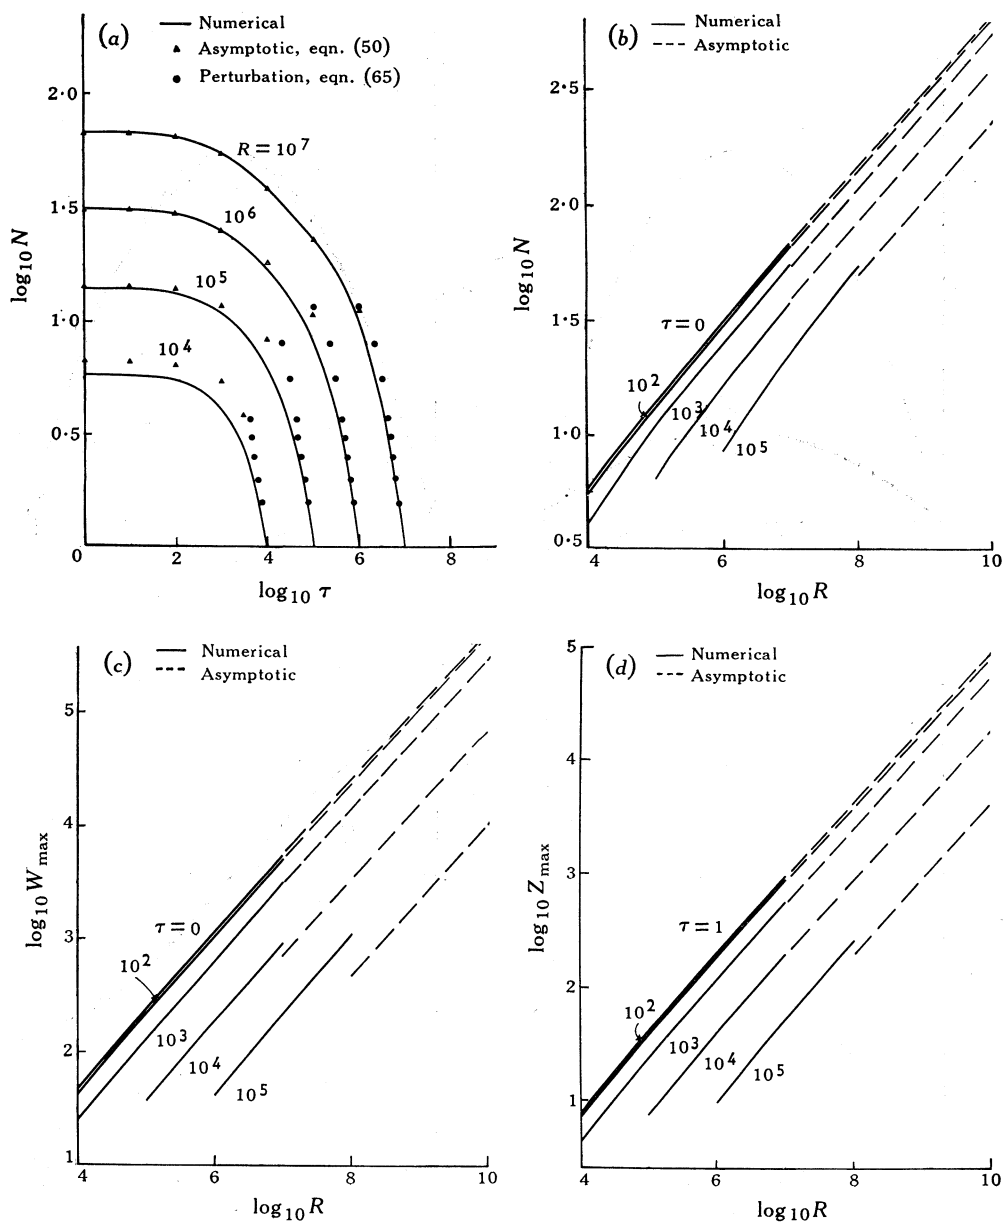 (a)
Numerical
Asymptotic, eqn. (50)
Perturbation, eqn. (65)
log10 N
2·0
1·5
1·0
0·5
R = 10^7
10^6
10^5
10^4
0
2
4
6
8
log10 τ
(b)
Numerical
Asymptotic
log10 N
2·5
2·0
1·5
1·0
0·5
τ = 0
10^2
10^3
10^4
10^5
4
6
8
10
log10 R
(c)
Numerical
Asymptotic
log10 Wmax
5
4
3
2
1
τ = 0
10^2
10^3
10^4
10^5
4
6
8
10
log10 R
(d)
Numerical
Asymptotic
log10 Zmax
5
4
3
2
1
τ = 1
10^2
10^3
10^4
10^5
4
6
8
10
log10 R